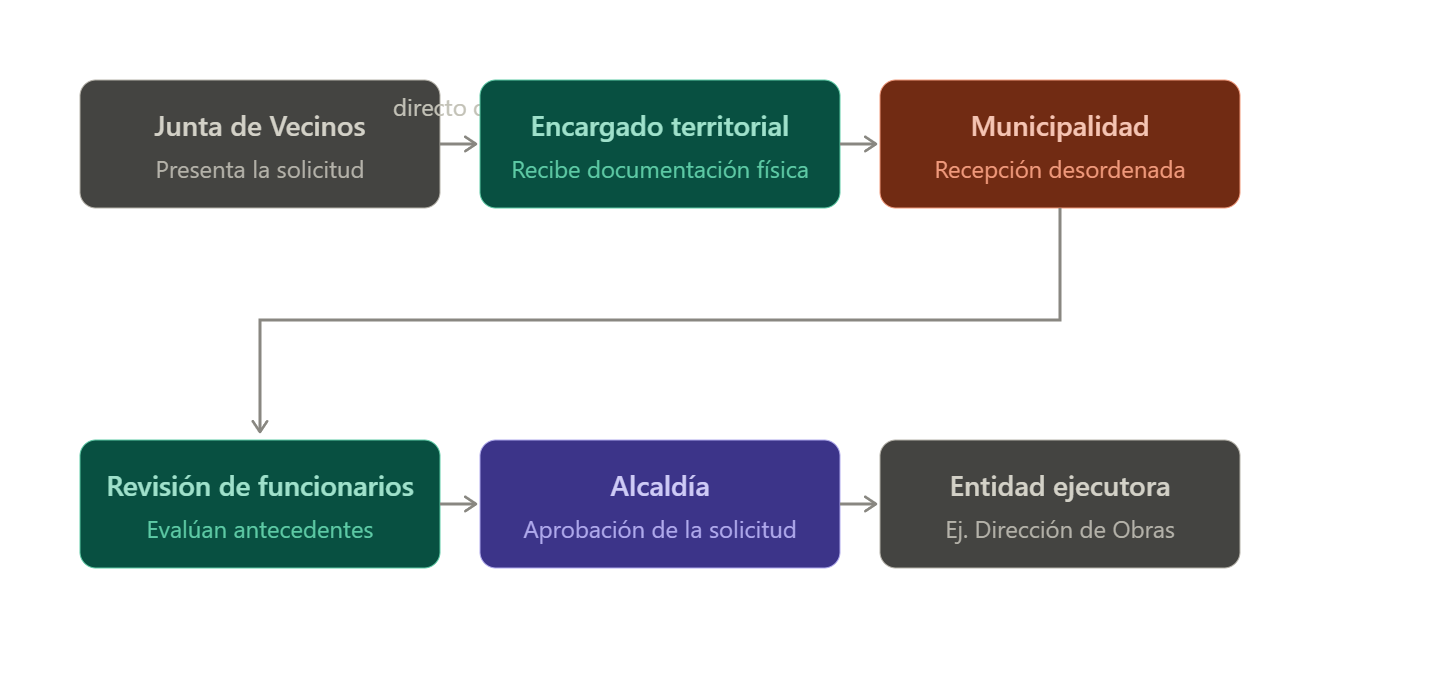 directo
Junta de Vecinos
Presenta la solicitud
Encargado territorial
Recibe documentación física
Municipalidad
Recepción desordenada
Revisión de funcionarios
Evalúan antecedentes
Alcaldía
Aprobación de la solicitud
Entidad ejecutora
Ej. Dirección de Obras